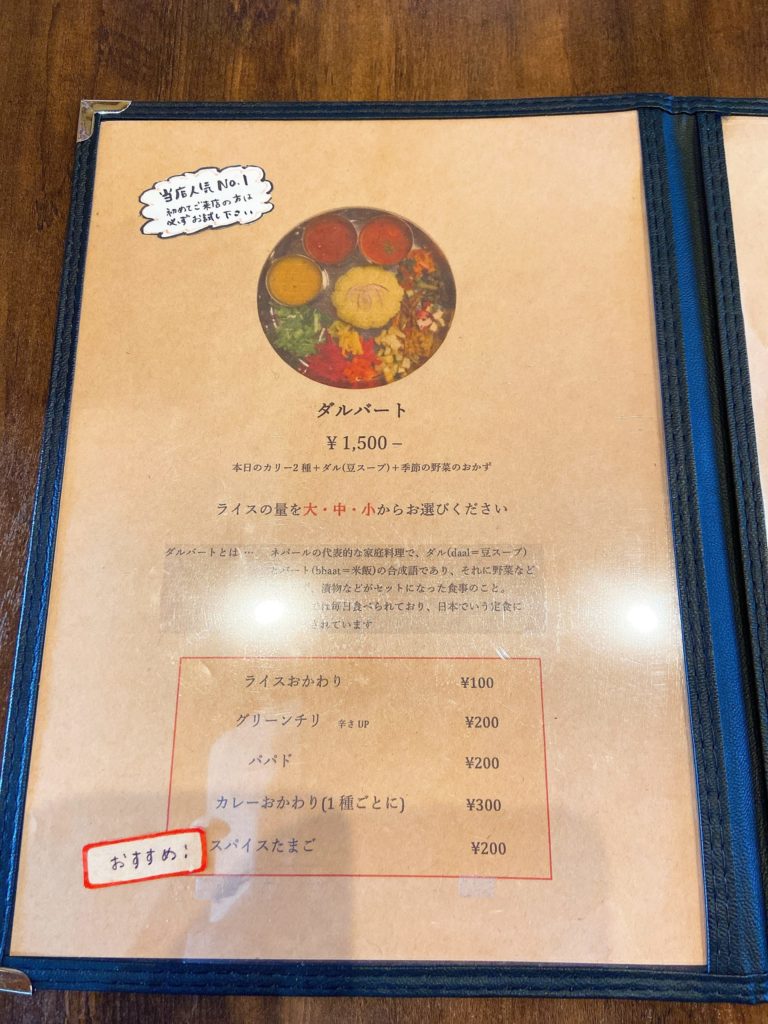 当店人気 No.1
初めてご来店の方は
必ずお試し下さい
ダルバート
¥1,500–
本日のカリー2種+ダル(豆スープ)+季節の野菜のおかず
ライスの量を大・中・小からお選びください
ダルバートとは … ネパールの代表的な家庭料理で、ダル(daal=豆スープ)
とバート(bhaat=米飯)の合成語であり、それに野菜など
漬物などがセットになった食事のこと。
は毎日食べられており、日本でいう定食に
されています
ライスおかわり ¥100
グリーンチリ 辛さUP ¥200
パパド ¥200
カレーおかわり(1種ごとに) ¥300
おすすめ! スパイスたまご ¥200